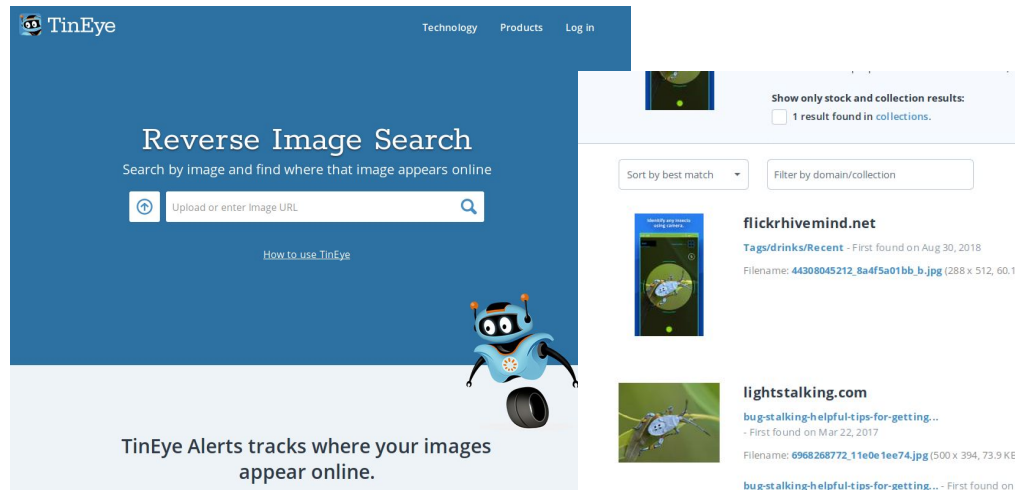 TinEye
Technology Products Log in
Reverse Image Search
Search by image and find where that image appears online
Upload or enter Image URL
How to use TinEye
TinEye Alerts tracks where your images
appear online.
Show only stock and collection results:
1 result found in collections.
Sort by best match
Filter by domain/collection
Identify any insects
using camera.
flickrhivemind.net
Tags/drinks/Recent - First found on Aug 30, 2018
Filename: 44308045212_8a4f5a01bb_b.jpg (288 x 512, 60.1
lightstalking.com
bug-stalking-helpful-tips-for-getting...
- First found on Mar 22, 2017
Filename: 6968268772_11e0e1ee74.jpg (500 x 394, 73.9 KE
bug-stalking-helpful-tips-for-getting... - First found on